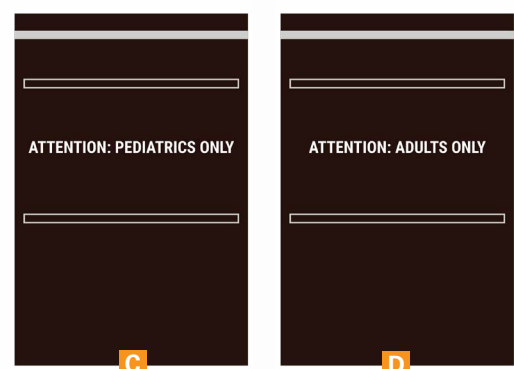 ATTENTION: PEDIATRICS ONLY
ATTENTION: ADULTS ONLY
C
D